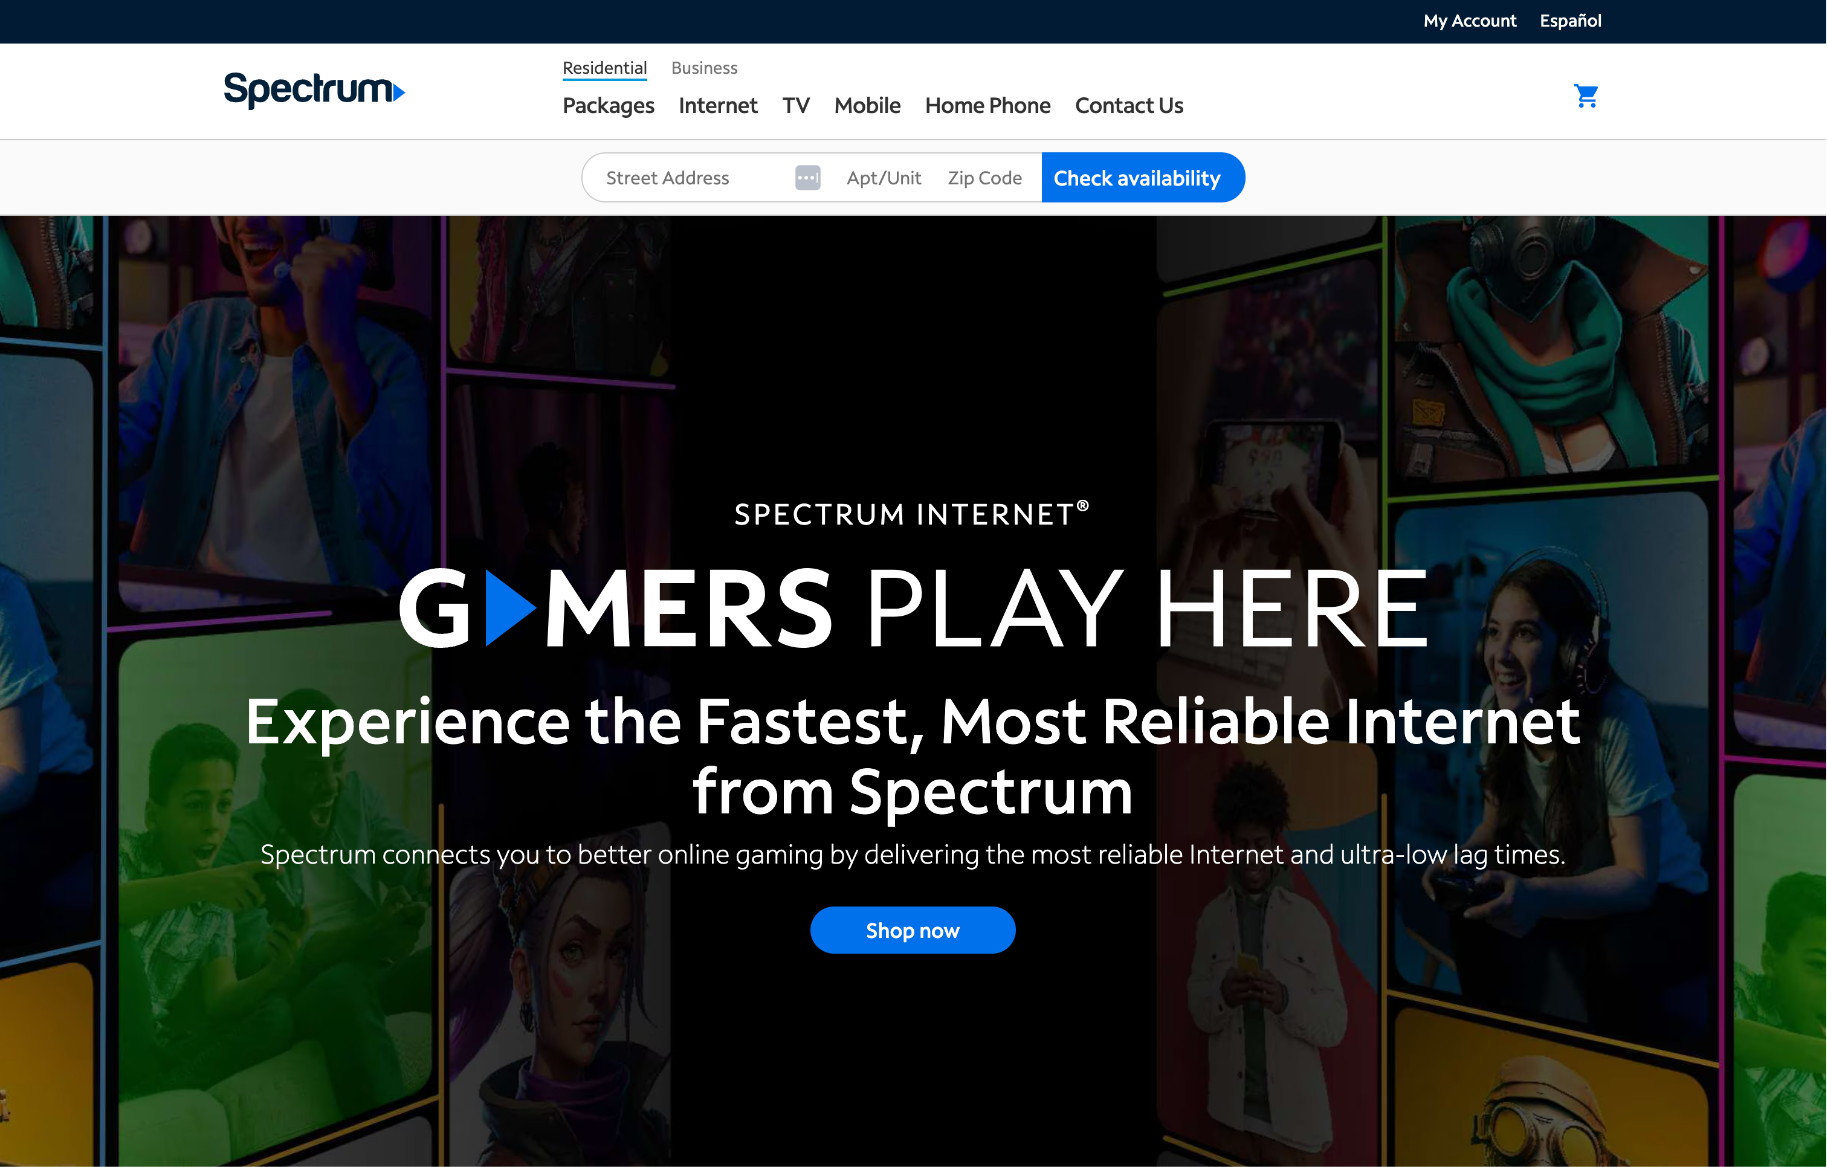 My Account Español
Spectrum
Residential Business
Packages Internet TV Mobile Home Phone Contact Us
Street Address Apt/Unit Zip Code Check availability
SPECTRUM INTERNET®
G▶MERS PLAY HERE
Experience the Fastest, Most Reliable Internet
from Spectrum
Spectrum connects you to better online gaming by delivering the most reliable Internet and ultra-low lag times.
Shop now